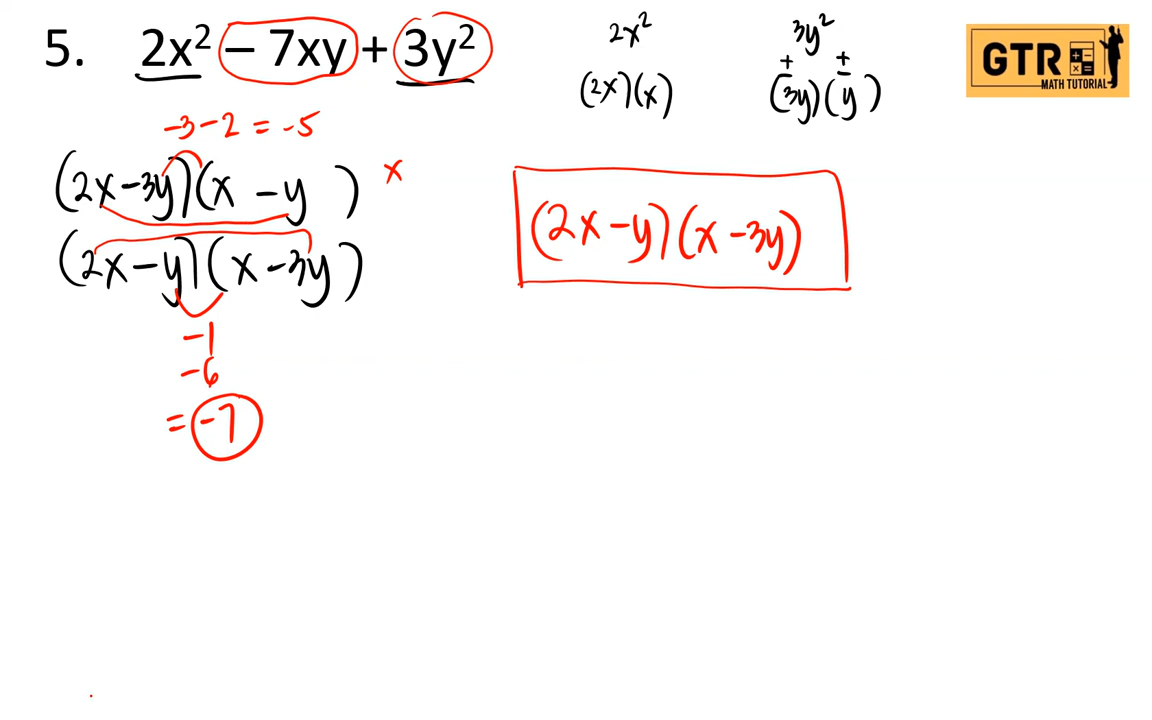 5. 2x² – 7xy + 3y²
2x² 3y²
(2x)(x) (3y)(y)
± ±
GTR
MATH TUTORIAL
-3 -2 = -5
(2x -3y)(x -y) x
(2x -y)(x -3y)
(2x -y)(x -3y)
-1
-6
= -7